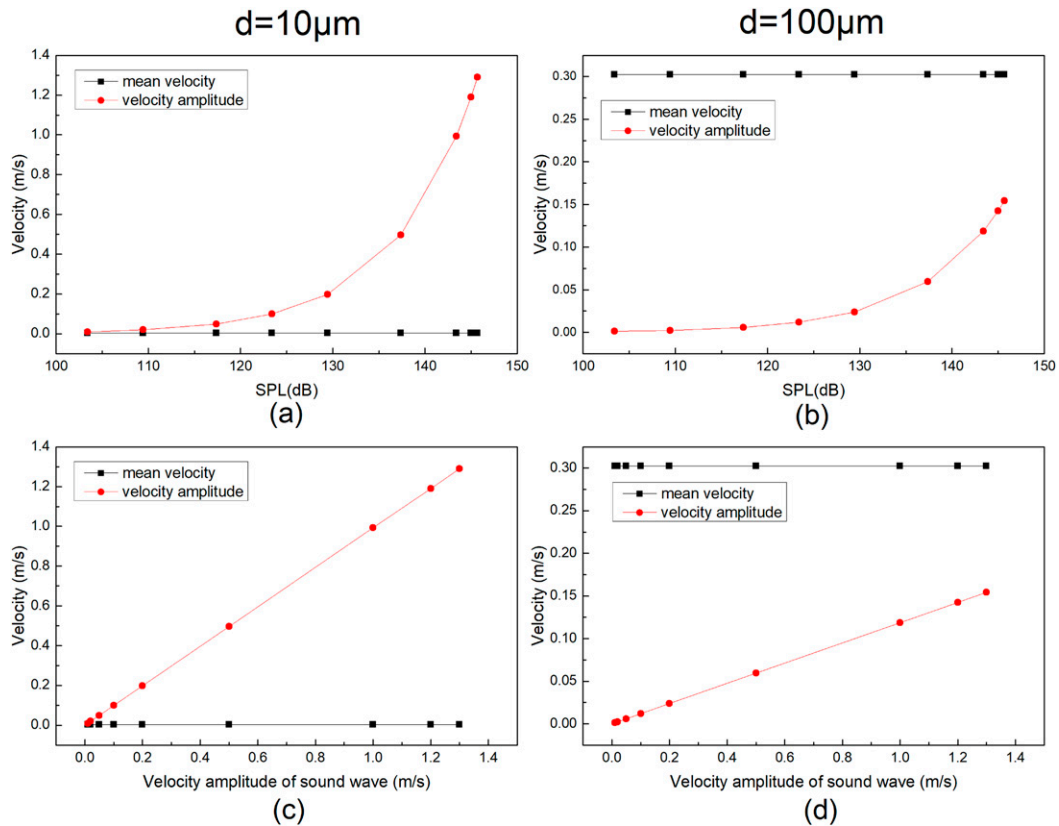 d=10μm
d=100μm
1.4
1.2
1.0
0.8
0.6
0.4
0.2
0.0
Velocity (m/s)
mean velocity
velocity amplitude
100
110
120
130
140
150
SPL(dB)
(a)
0.30
0.25
0.20
0.15
0.10
0.05
0.00
Velocity (m/s)
mean velocity
velocity amplitude
100
110
120
130
140
150
SPL(dB)
(b)
1.4
1.2
1.0
0.8
0.6
0.4
0.2
0.0
Velocity (m/s)
mean velocity
velocity amplitude
0.0
0.2
0.4
0.6
0.8
1.0
1.2
1.4
Velocity amplitude of sound wave (m/s)
(c)
0.30
0.25
0.20
0.15
0.10
0.05
0.00
Velocity (m/s)
mean velocity
velocity amplitude
0.0
0.2
0.4
0.6
0.8
1.0
1.2
1.4
Velocity amplitude of sound wave (m/s)
(d)